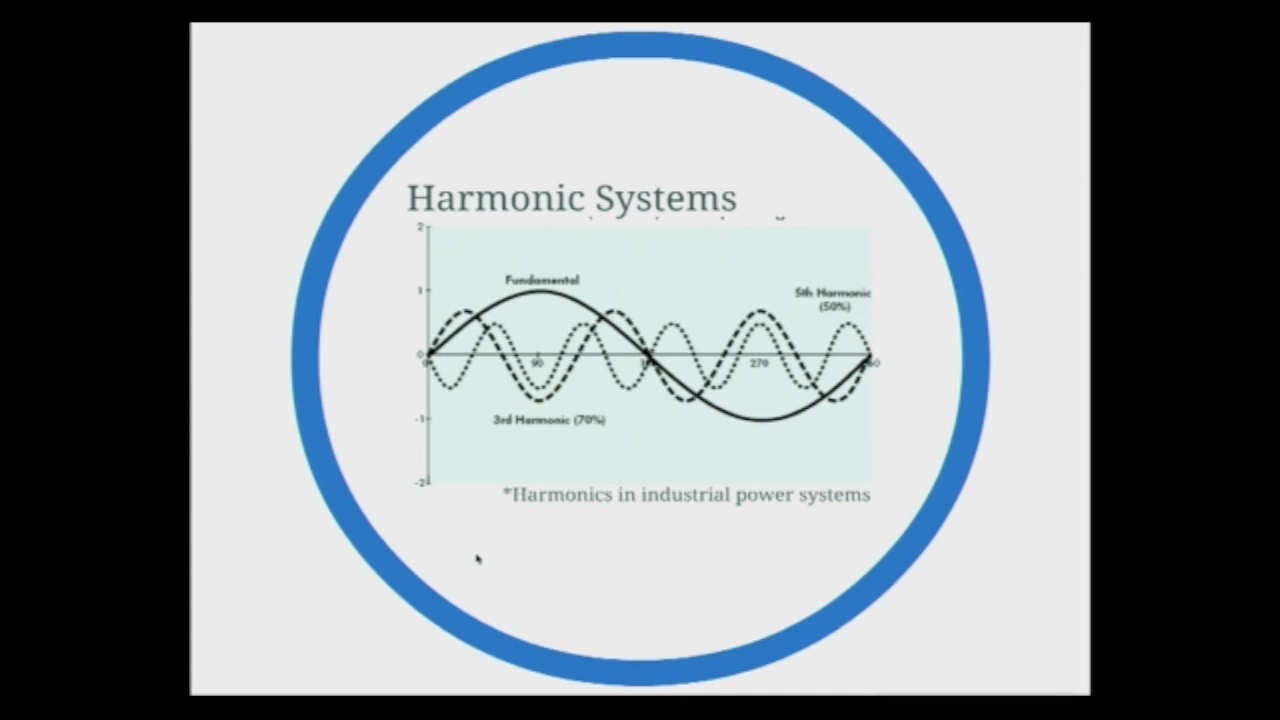 Harmonic Systems
2
Fundamental
1
5th Harmonic
(50%)
0
90
270
-1
3rd Harmonic (70%)
-2
*Harmonics in industrial power systems